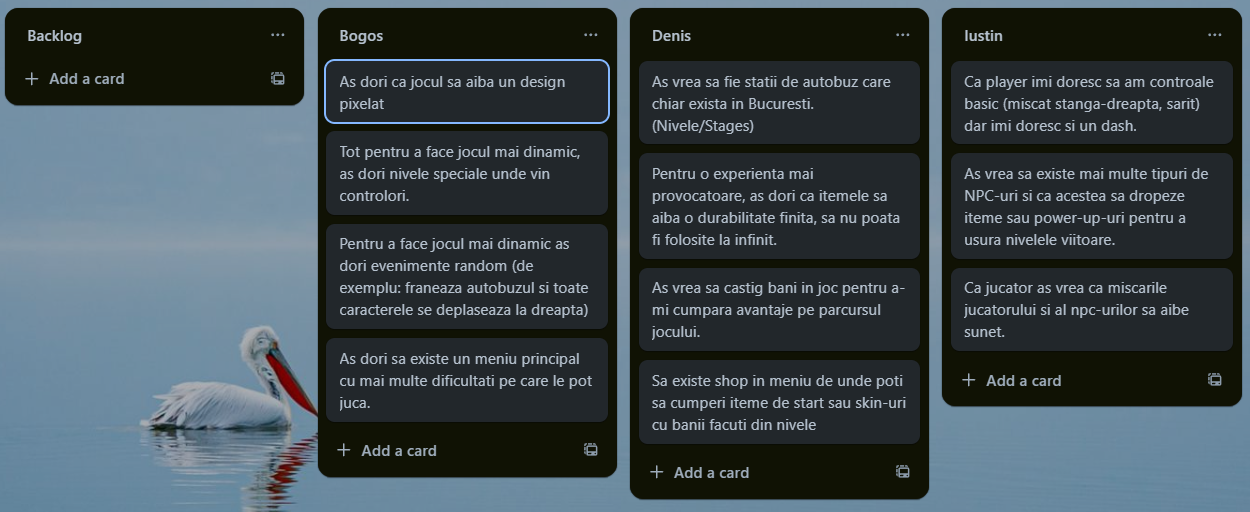 Backlog
Add a card
Bogos
As dori ca jocul sa aiba un design
pixelat
Tot pentru a face jocul mai dinamic,
as dori nivele speciale unde vin
controlori.
Pentru a face jocul mai dinamic as
dori evenimente random (de
exemplu: franeaza autobuzul si toate
caracterele se deplaseaza la dreapta)
As dori sa existe un meniu principal
cu mai multe dificultati pe care le pot
juca.
Add a card
Denis
As vrea sa fie statii de autobuz care
chiar exista in Bucuresti.
(Nivele/Stages)
Pentru o experienta mai
provocatoare, as dori ca itemele sa
aiba o durabilitate finita, sa nu poata
fi folosite la infinit.
As vrea sa castig bani in joc pentru a-
mi cumpara avantaje pe parcursul
jocului.
Sa existe shop in meniu de unde poti
sa cumperi iteme de start sau skin-uri
cu banii facuti din nivele
Add a card
Iustin
Ca player imi doresc sa am controale
basic (miscat stanga-dreapta, sarit)
dar imi doresc si un dash.
As vrea sa existe mai multe tipuri de
NPC-uri si ca acestea sa dropeze
iteme sau power-up-uri pentru a
usura nivelele viitoare.
Ca jucator as vrea ca miscarile
jucatorului si al npc-urilor sa aibe
sunet.
Add a card